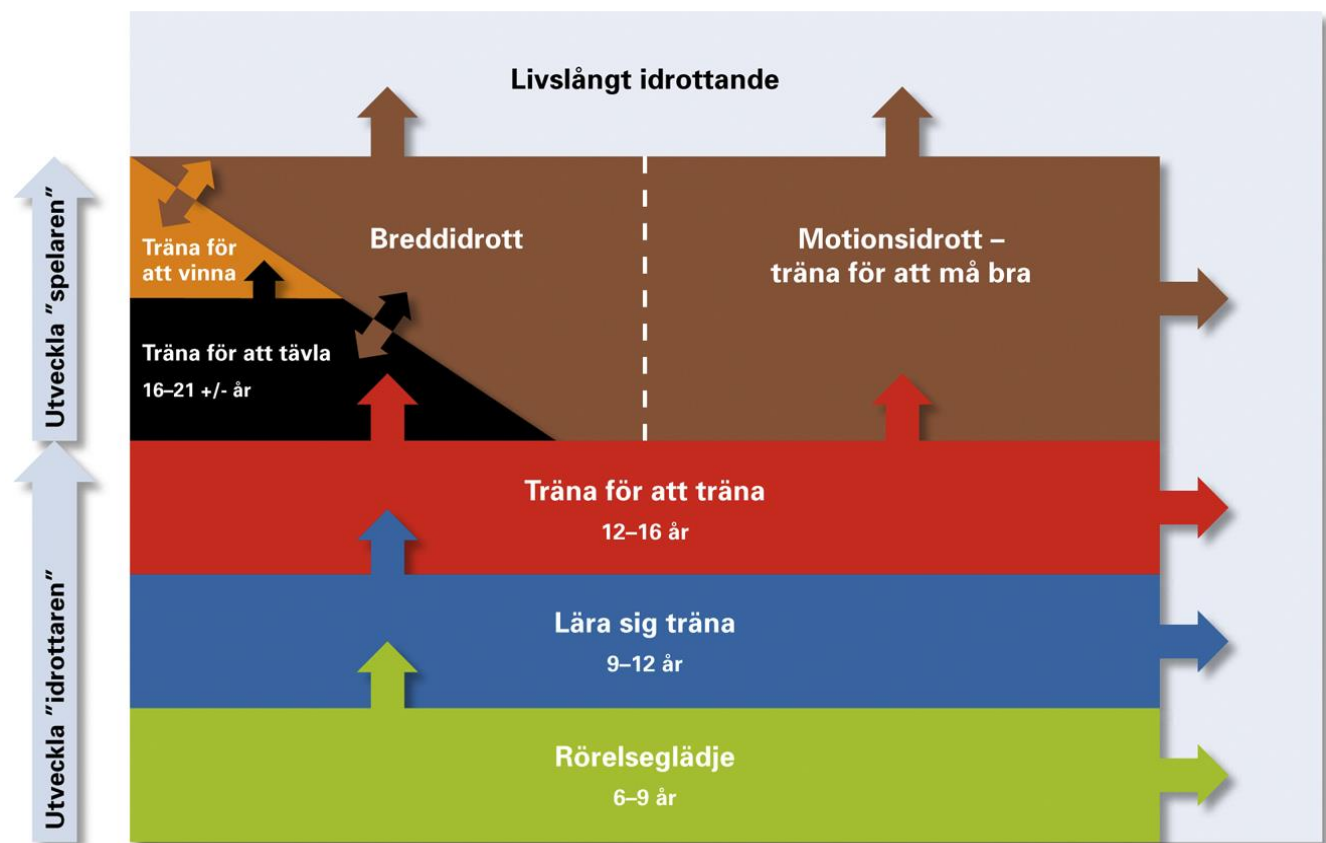 Livslångt idrottande
Utveckla ”spelaren”
Träna för
att vinna
Breddidrott
Motionsidrott –
träna för att må bra
Träna för att tävla
16–21 +/- år
Utveckla ”idrottaren”
Träna för att träna
12–16 år
Lära sig träna
9–12 år
Rörelseglädje
6–9 år